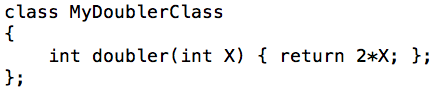 class MyDoublerClass
{
    int doubler(int X) { return 2*X; };
};